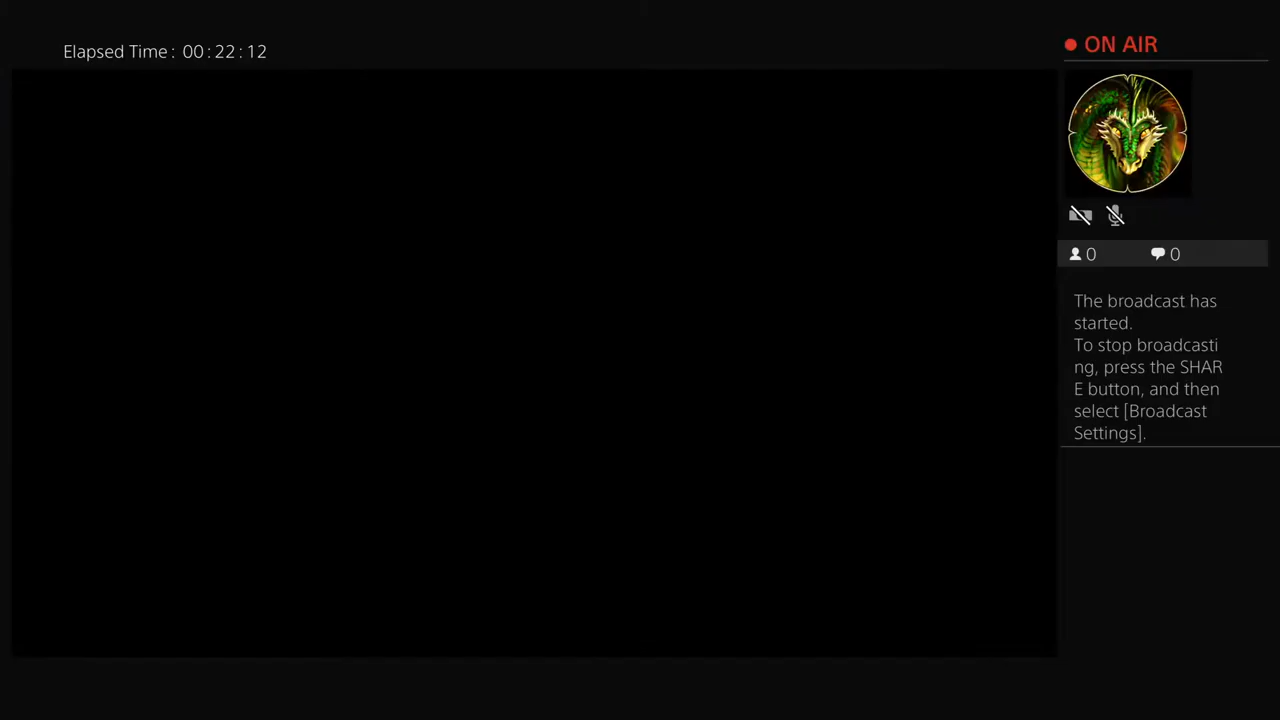 Elapsed Time: 00:22:12
ON AIR
0 0
The broadcast has
started.
To stop broadcasti
ng, press the SHAR
E button, and then
select [Broadcast
Settings].